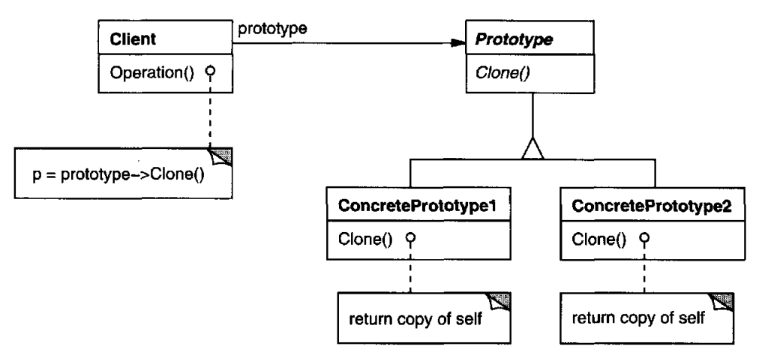 Client
prototype
Prototype
Operation()
Clone()
p = prototype–>Clone()
ConcretePrototype1
ConcretePrototype2
Clone()
Clone()
return copy of self
return copy of self